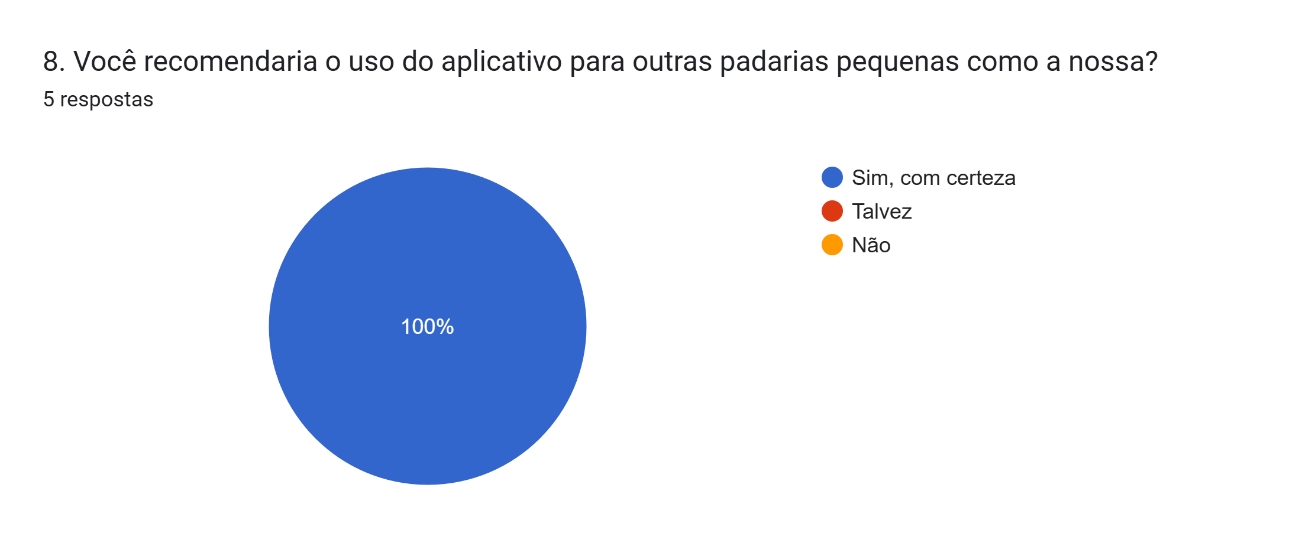 8. Você recomendaria o uso do aplicativo para outras padarias pequenas como a nossa?
5 respostas
Sim, com certeza
Talvez
Não
100%